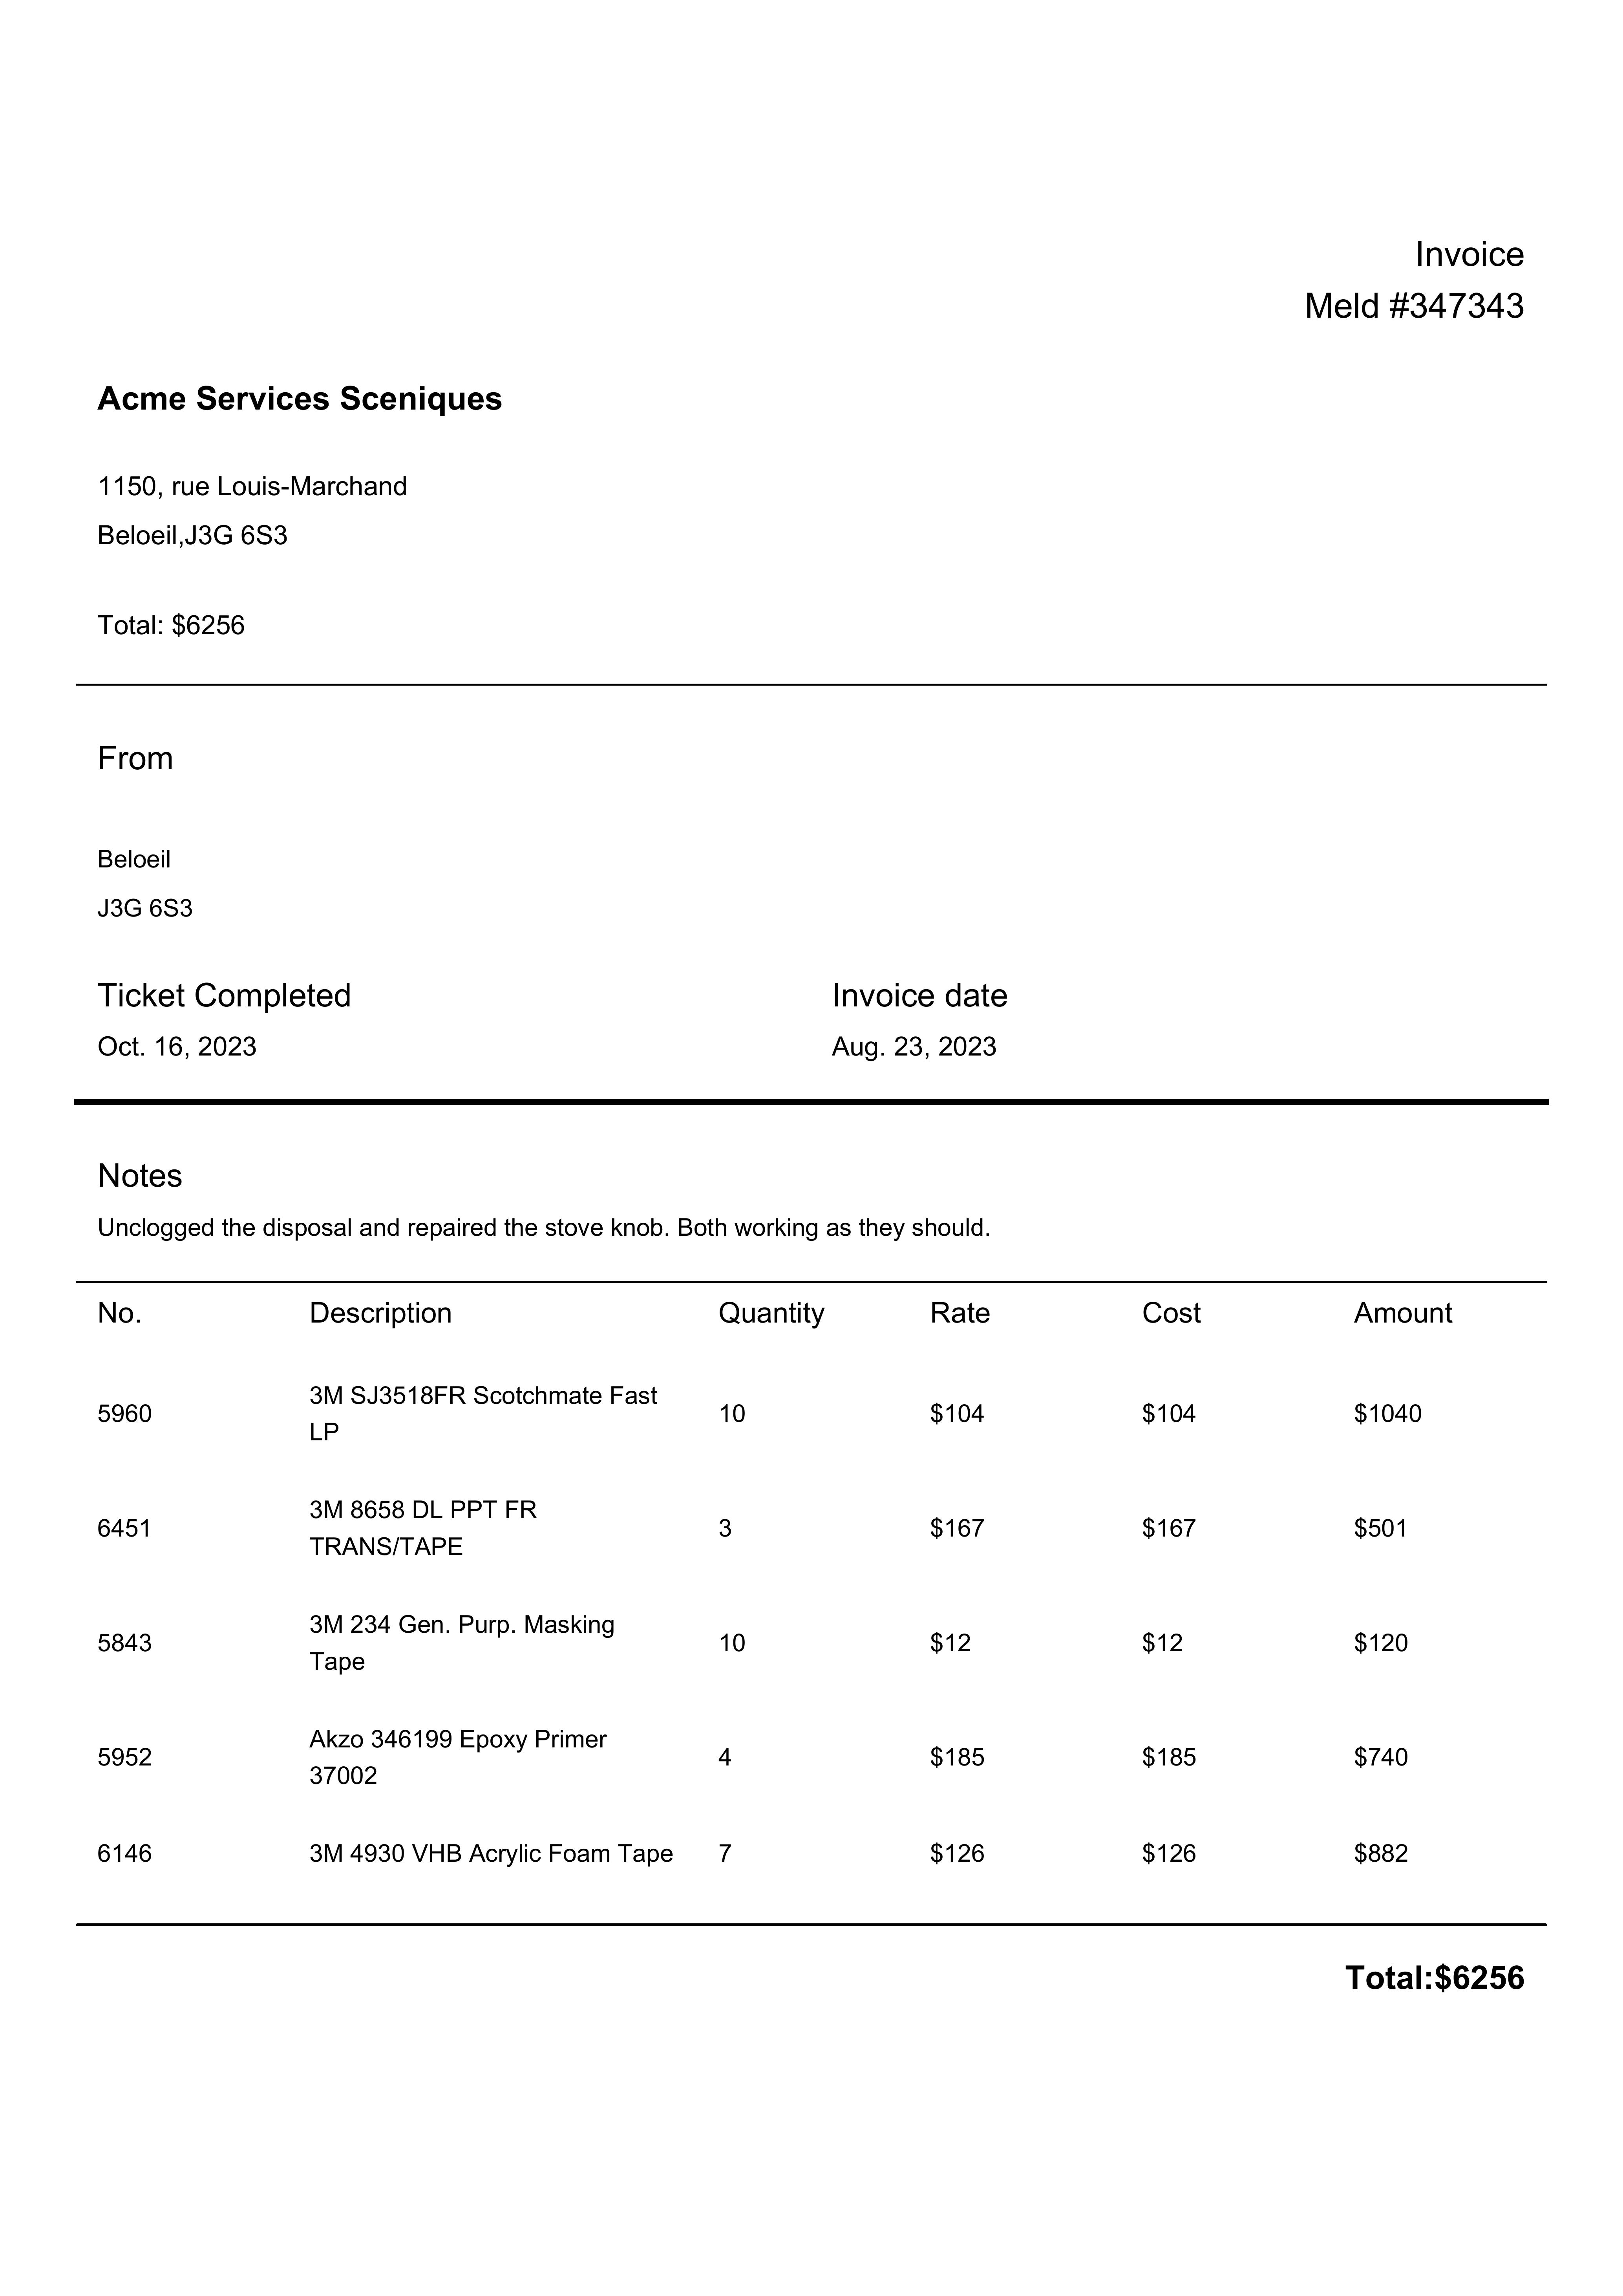 Invoice
Meld #347343
Acme Services Sceniques
1150, rue Louis-Marchand
Beloeil,J3G 6S3
Total: $6256
From
Beloeil
J3G 6S3
Ticket Completed Invoice date
Oct. 16, 2023 Aug. 23, 2023
Notes
Unclogged the disposal and repaired the stove knob. Both working as they should.
No. Description Quantity Rate Cost Amount
3M SJ3518FR Scotchmate Fast
5960 10 $104 $104 $1040
LP
3M 8658 DL PPT FR
6451 3 $167 $167 $501
TRANS/TAPE
3M 234 Gen. Purp. Masking
5843 10 $12 $12 $120
Tape
Akzo 346199 Epoxy Primer
5952 4 $185 $185 $740
37002
6146 3M 4930 VHB Acrylic Foam Tape 7 $126 $126 $882
Total:$6256